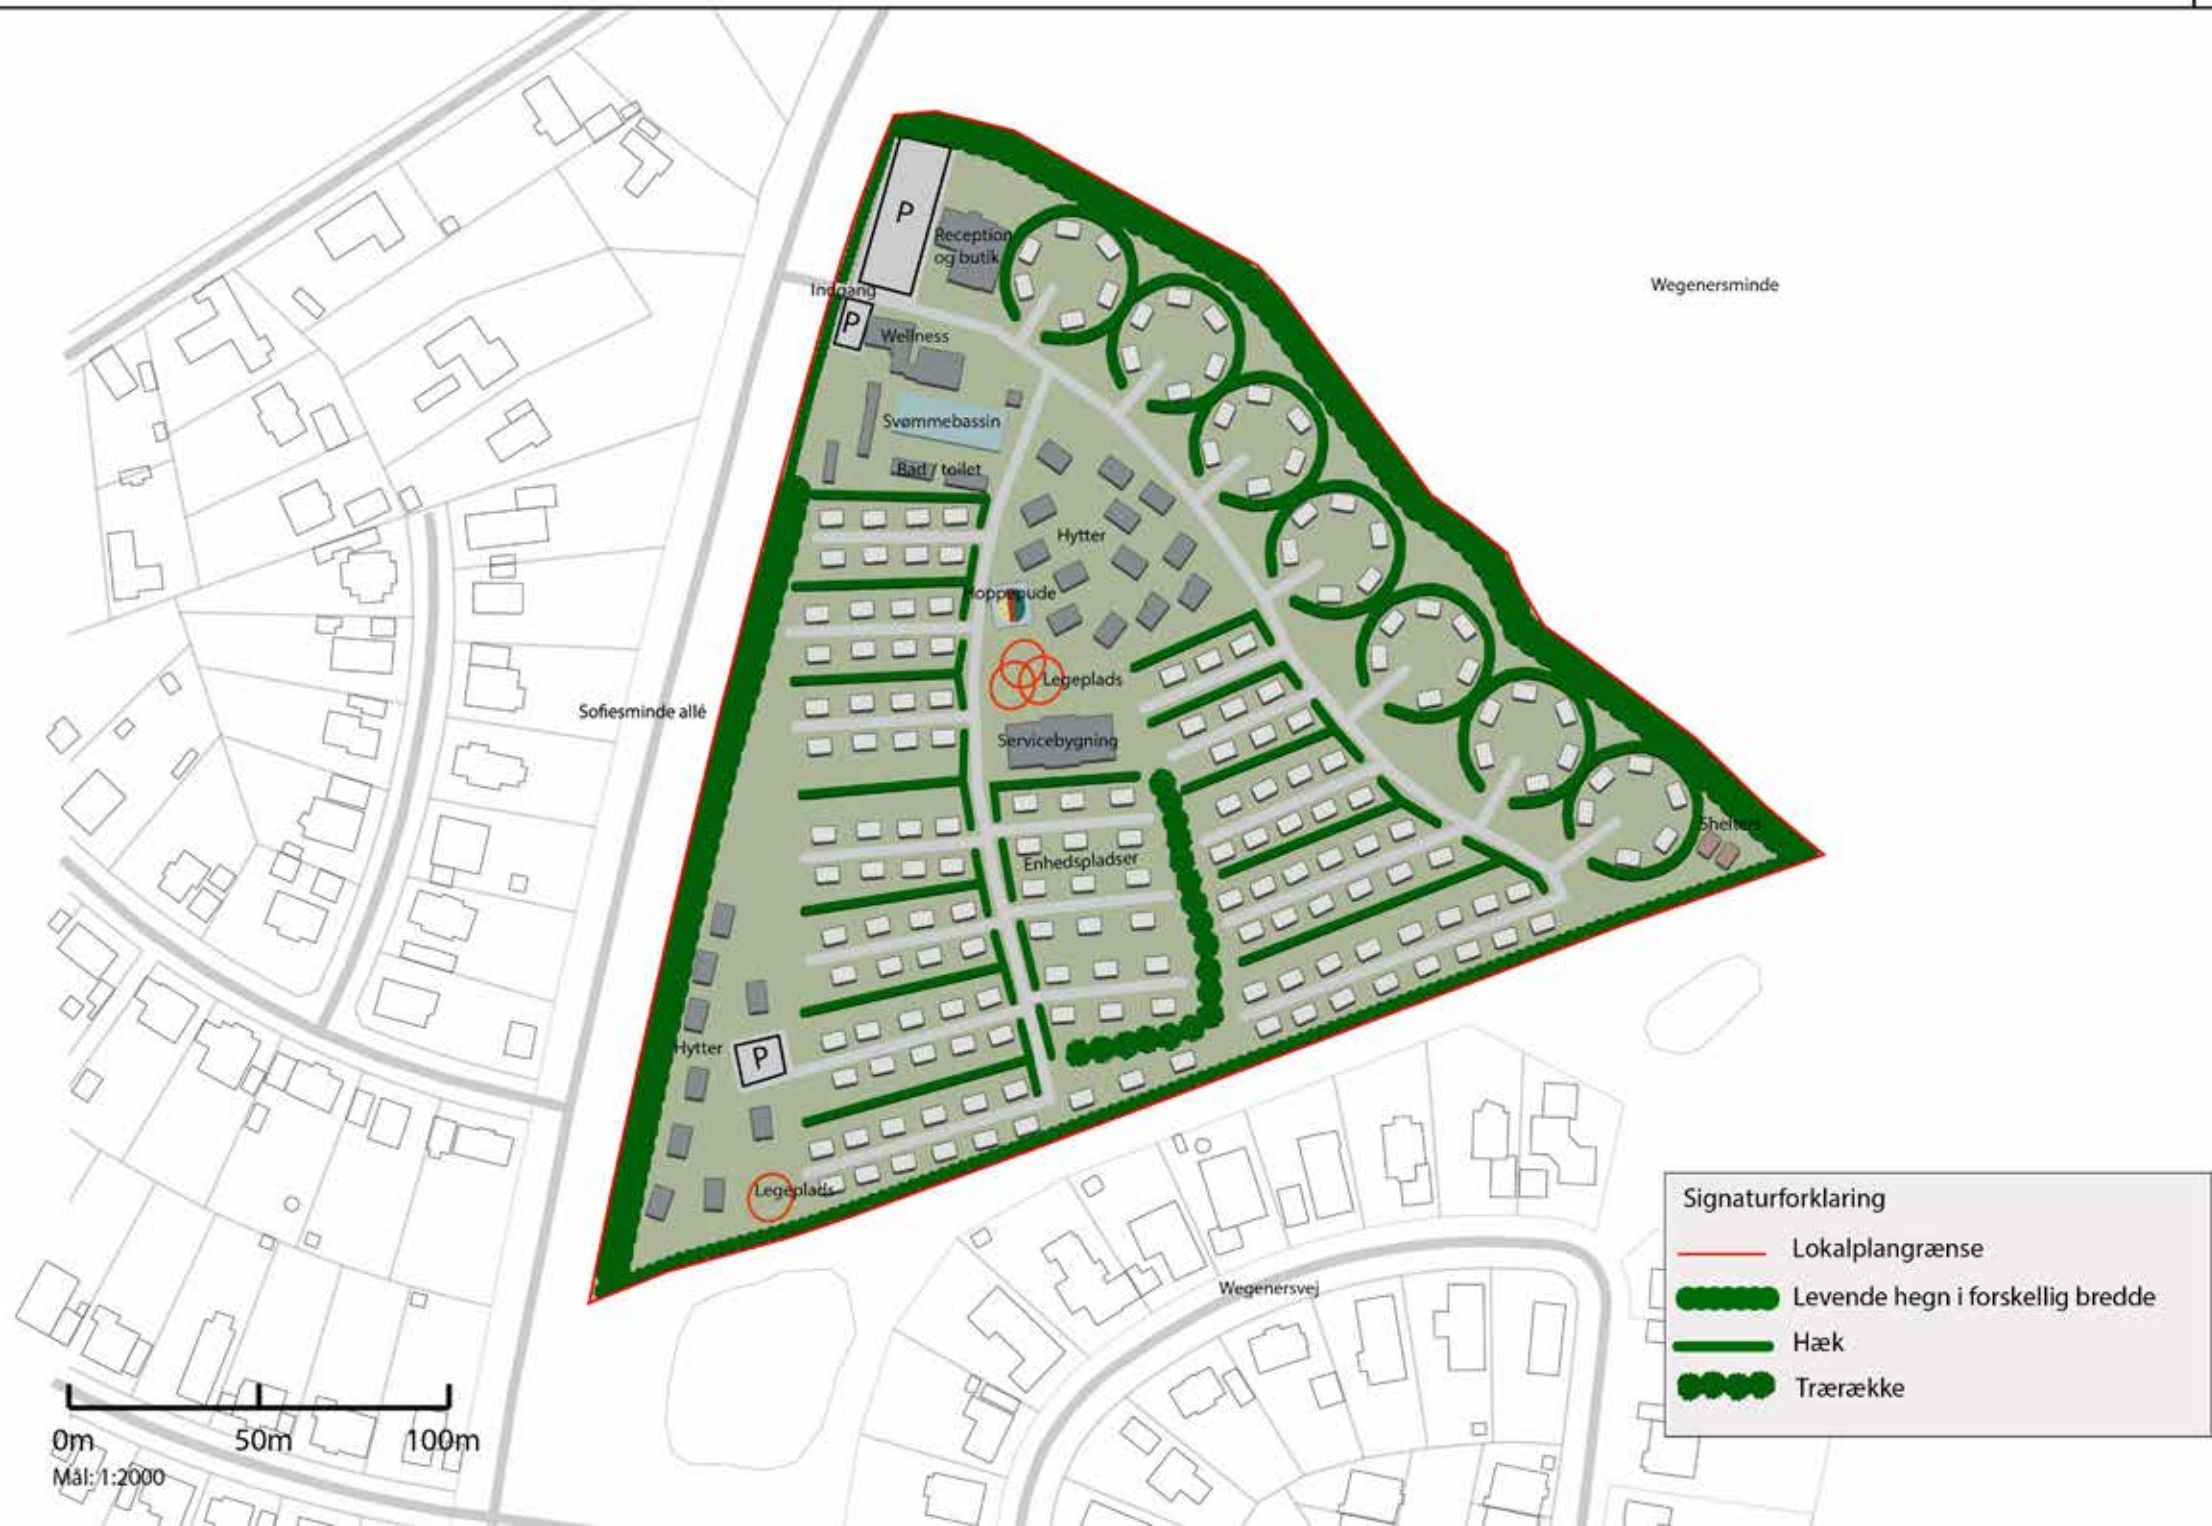 Wegenersminde
P
Reception
og butik
Indgang
P
Wellness
Svømmebassin
Bad / toilet
Hytter
Hoppepude
Legeplads
Sofiesminde allé
Servicebygning
Shelters
Enhedspladser
Hytter
P
Legeplads
Wegenersvej
Signaturforklaring
Lokalplangrænse
Levende hegn i forskellig bredde
Hæk
Trærække
0m 50m 100m
Mål: 1:2000